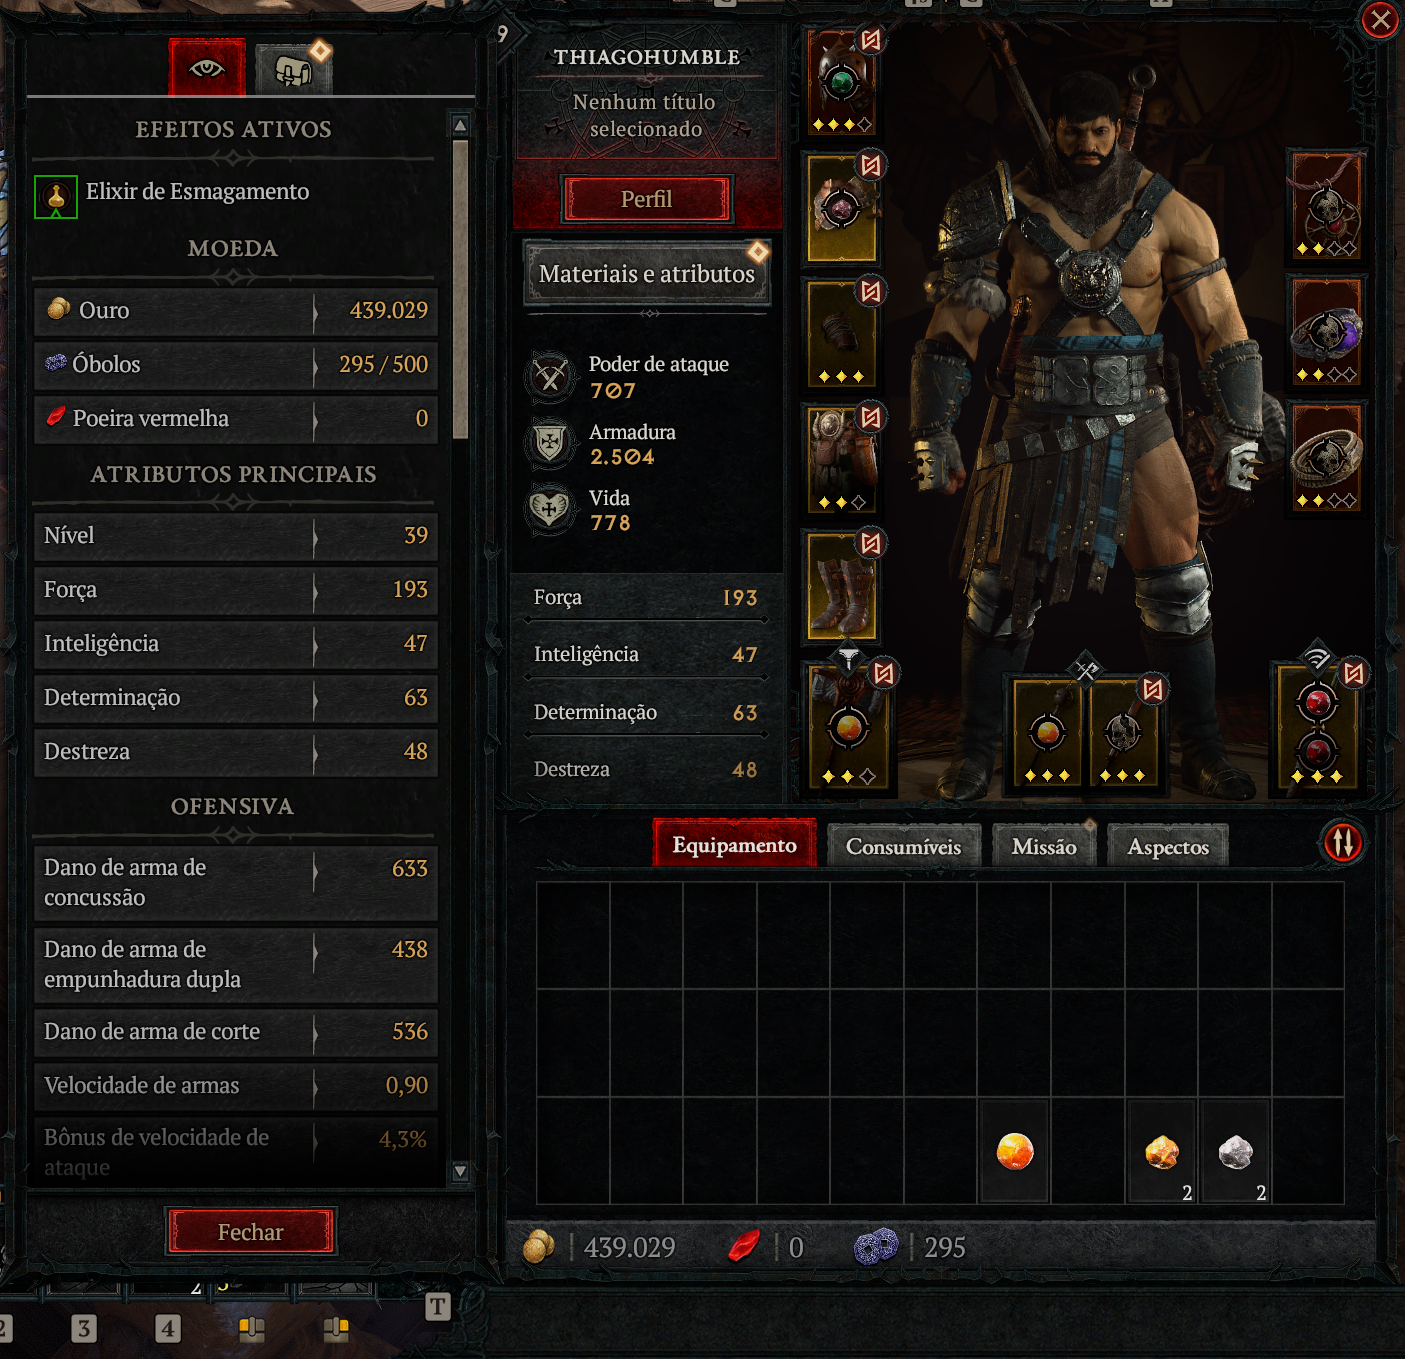 EFEITOS ATIVOS
Elixir de Esmagamento
MOEDA
Ouro 439.029
Óbolos 295 / 500
Poeira vermelha 0
ATRIBUTOS PRINCIPAIS
Nível 39
Força 193
Inteligência 47
Determinação 63
Destreza 48
OFENSIVA
Dano de arma de 633
concussão
Dano de arma de 438
empunhadura dupla
Dano de arma de corte 536
Velocidade de armas 0,90
Bônus de velocidade de 4,3%
ataque
Fechar
9
THIAGOHUMBLE
Nenhum título
selecionado
Perfil
Materiais e atributos
Poder de ataque
707
Armadura
2.504
Vida
778
Força 193
Inteligência 47
Determinação 63
Destreza 48
Equipamento Consumíveis Missão Aspectos
2 2
439.029 0 295
2
T
2 3 4